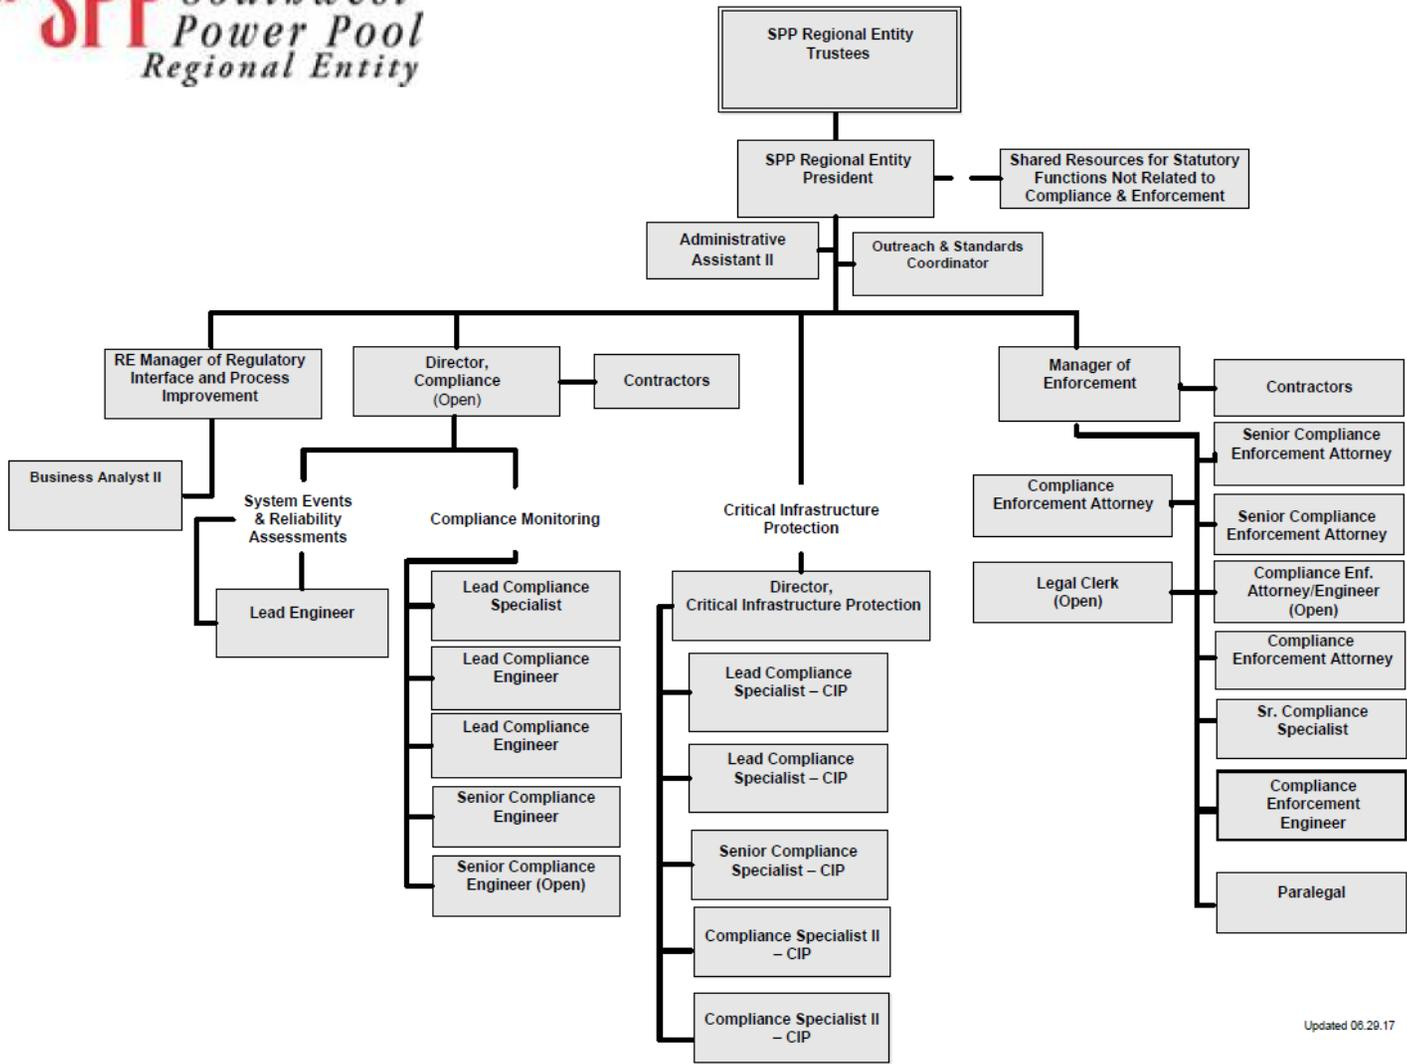 SPP
Southwest
Power Pool
Regional Entity
SPP Regional Entity
Trustees
SPP Regional Entity
President
Shared Resources for Statutory
Functions Not Related to
Compliance & Enforcement
Administrative
Assistant II
Outreach & Standards
Coordinator
RE Manager of Regulatory
Interface and Process
Improvement
Director,
Compliance
(Open)
Contractors
Manager of
Enforcement
Contractors
Business Analyst II
System Events
& Reliability
Assessments
Lead Engineer
Compliance Monitoring
Lead Compliance
Specialist
Lead Compliance
Engineer
Lead Compliance
Engineer
Senior Compliance
Engineer
Senior Compliance
Engineer (Open)
Critical Infrastructure
Protection
Director,
Critical Infrastructure Protection
Lead Compliance
Specialist – CIP
Lead Compliance
Specialist – CIP
Senior Compliance
Specialist – CIP
Compliance Specialist II
– CIP
Compliance Specialist II
– CIP
Compliance
Enforcement Attorney
Legal Clerk
(Open)
Senior Compliance
Enforcement Attorney
Senior Compliance
Enforcement Attorney
Compliance Enf.
Attorney/Engineer
(Open)
Compliance
Enforcement Attorney
Sr. Compliance
Specialist
Compliance
Enforcement
Engineer
Paralegal
Updated 06.29.17